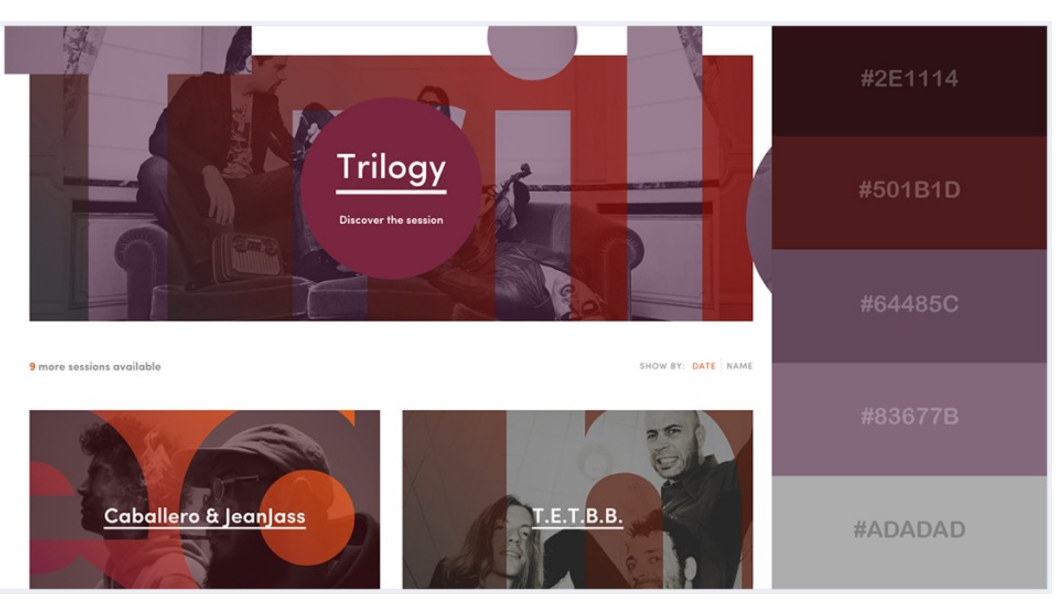 Trilogy
Discover the session
9 more sessions available
SHOW BY: DATE NAME
Caballero & JeanJass
T.E.T.B.B.
#2E1114
#501B1D
#64485C
#83677B
#ADADAD